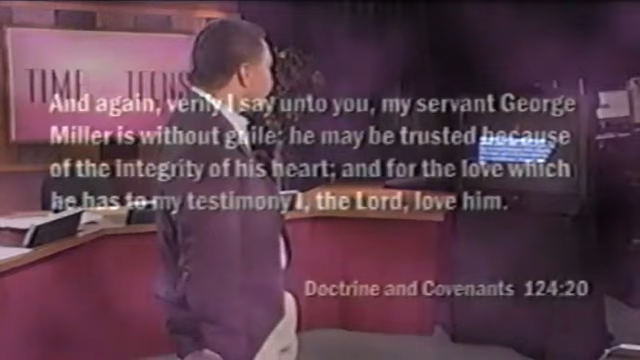 TIME TEENS
And again, verily I say unto you, my servant George
Miller is without guile; he may be trusted because
of the integrity of his heart; and for the love which
he has to my testimony I, the Lord, love him.
Doctrine and Covenants 124:20